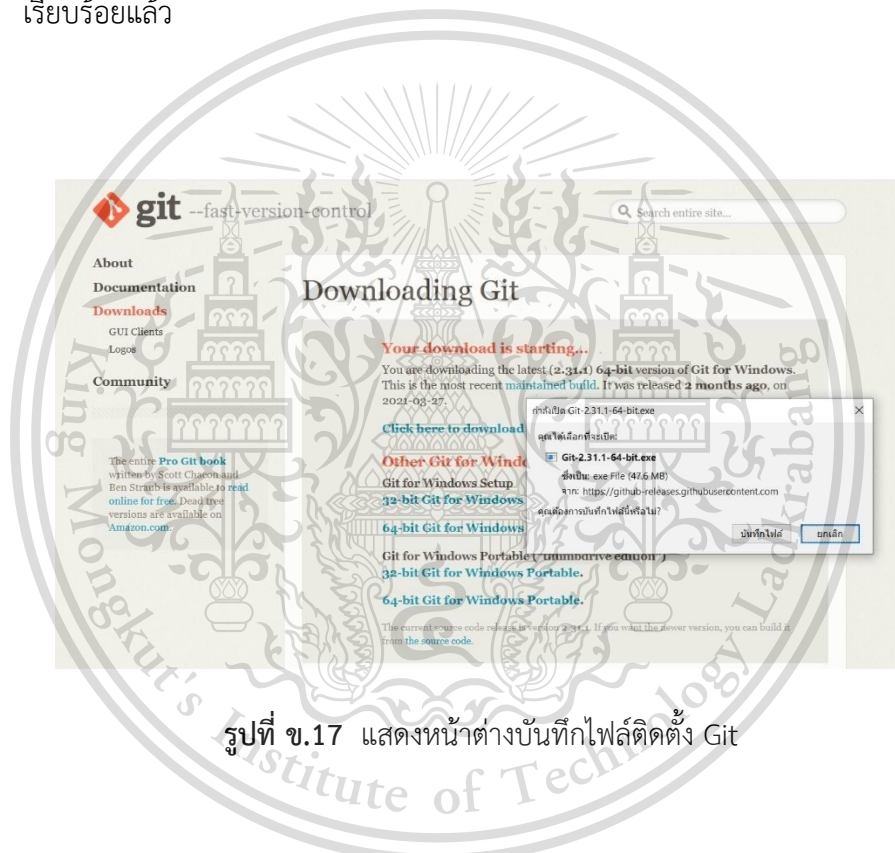 เรียบร้อยแล้ว
git --fast-version-control
Search entire site...
About
Documentation
Downloads
GUI Clients
Logos
Community
The entire Pro Git book
written by Scott Chacon and
Ben Straub is available to read
online for free. Dead tree
versions are available on
Amazon.com.
Downloading Git
Your download is starting...
You are downloading the latest (2.31.1) 64-bit version of Git for Windows.
This is the most recent maintained build. It was released 2 months ago, on
2021-03-27.
Click here to download
Other Git for Windo
Git for Windows Setup
32-bit Git for Windows
64-bit Git for Windows
Git for Windows Portable ("thumbdrive edition")
32-bit Git for Windows Portable.
64-bit Git for Windows Portable.
The current source code release is version 2.31.1. If you want the newer version, you can build it
from the source code.
กำลังเปิด Git-2.31.1-64-bit.exe
คุณได้เลือกที่จะเปิด:
Git-2.31.1-64-bit.exe
ซึ่งเป็น: exe File (47.6 MB)
จาก: https://github-releases.githubusercontent.com
คุณต้องการบันทึกไฟล์นี้หรือไม่?
บันทึกไฟล์
ยกเลิก
รูปที่ ข.17 แสดงหน้าต่างบันทึกไฟล์ติดตั้ง Git
King Mongkut's Institute of Technology Ladkrabang